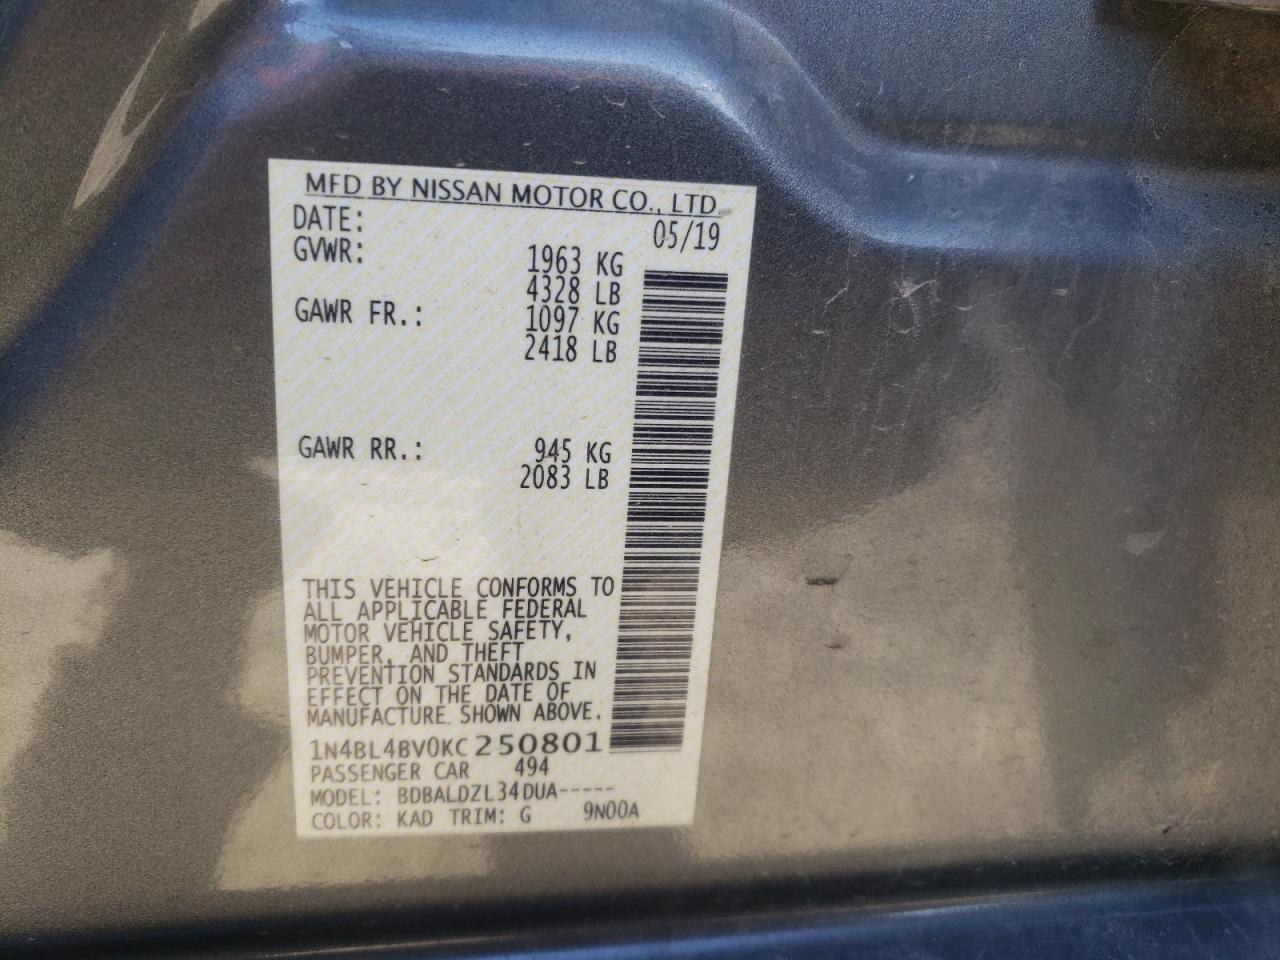 MFD BY NISSAN MOTOR CO., LTD.
DATE: 05/19
GVWR: 1963 KG
4328 LB
GAWR FR.: 1097 KG
2418 LB
GAWR RR.: 945 KG
2083 LB
THIS VEHICLE CONFORMS TO
ALL APPLICABLE FEDERAL
MOTOR VEHICLE SAFETY,
BUMPER, AND THEFT
PREVENTION STANDARDS IN
EFFECT ON THE DATE OF
MANUFACTURE SHOWN ABOVE.
1N4BL4BV0KC250801
PASSENGER CAR 494
MODEL: BDBALDZL34DUA-----
COLOR: KAD TRIM: G 9N00A